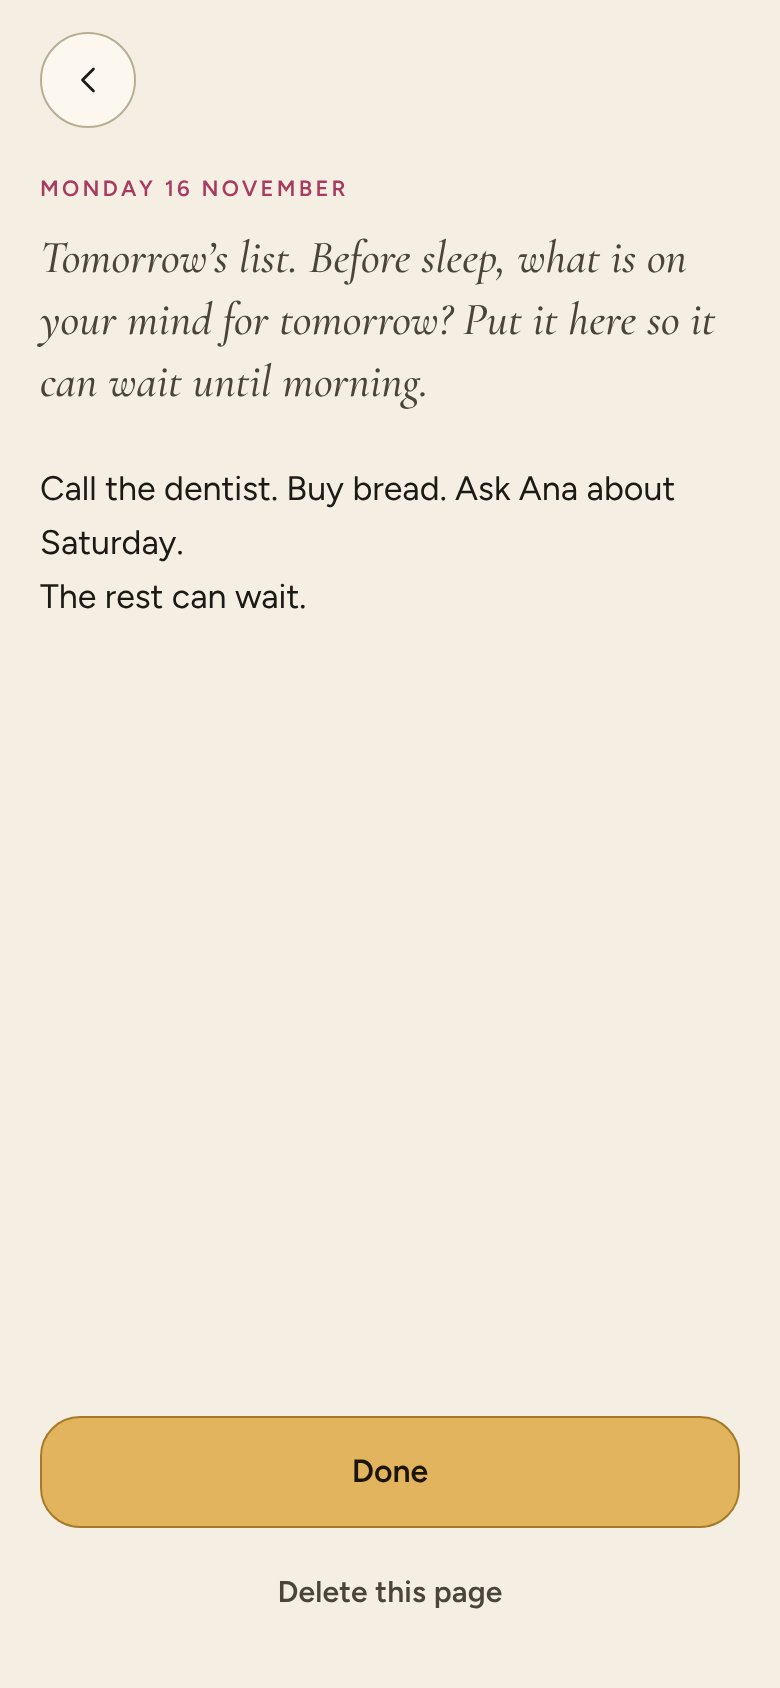 MONDAY 16 NOVEMBER
Tomorrow’s list. Before sleep, what is on
your mind for tomorrow? Put it here so it
can wait until morning.
Call the dentist. Buy bread. Ask Ana about
Saturday.
The rest can wait.
Done
Delete this page